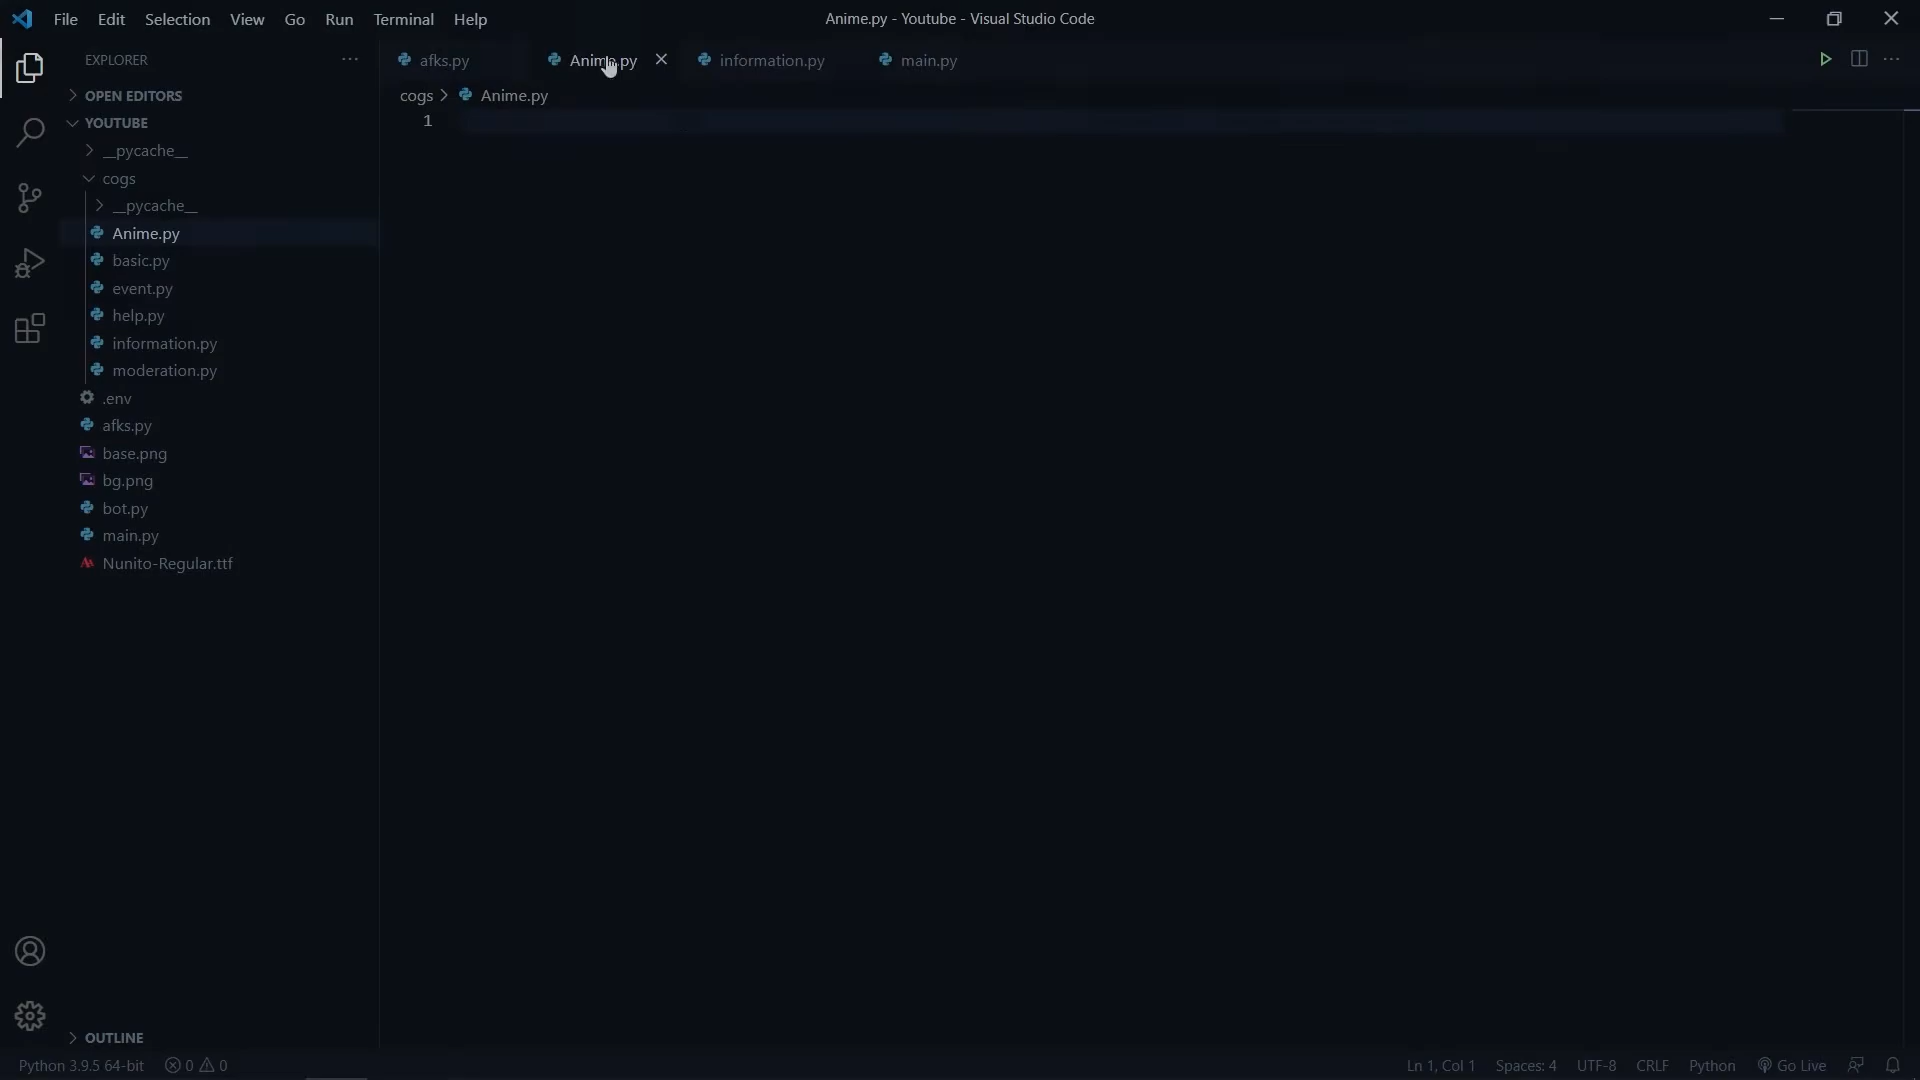 File Edit Selection View Go Run Terminal Help
Anime.py - Youtube - Visual Studio Code
EXPLORER
afks.py
Anime.py
information.py
main.py
OPEN EDITORS
cogs > Anime.py
YOUTUBE
1
__pycache__
cogs
__pycache__
Anime.py
basic.py
event.py
help.py
information.py
moderation.py
.env
afks.py
base.png
bg.png
bot.py
main.py
Nunito-Regular.ttf
OUTLINE
Python 3.9.5 64-bit 0 0
Ln 1, Col 1 Spaces: 4 UTF-8 CRLF Python Go Live